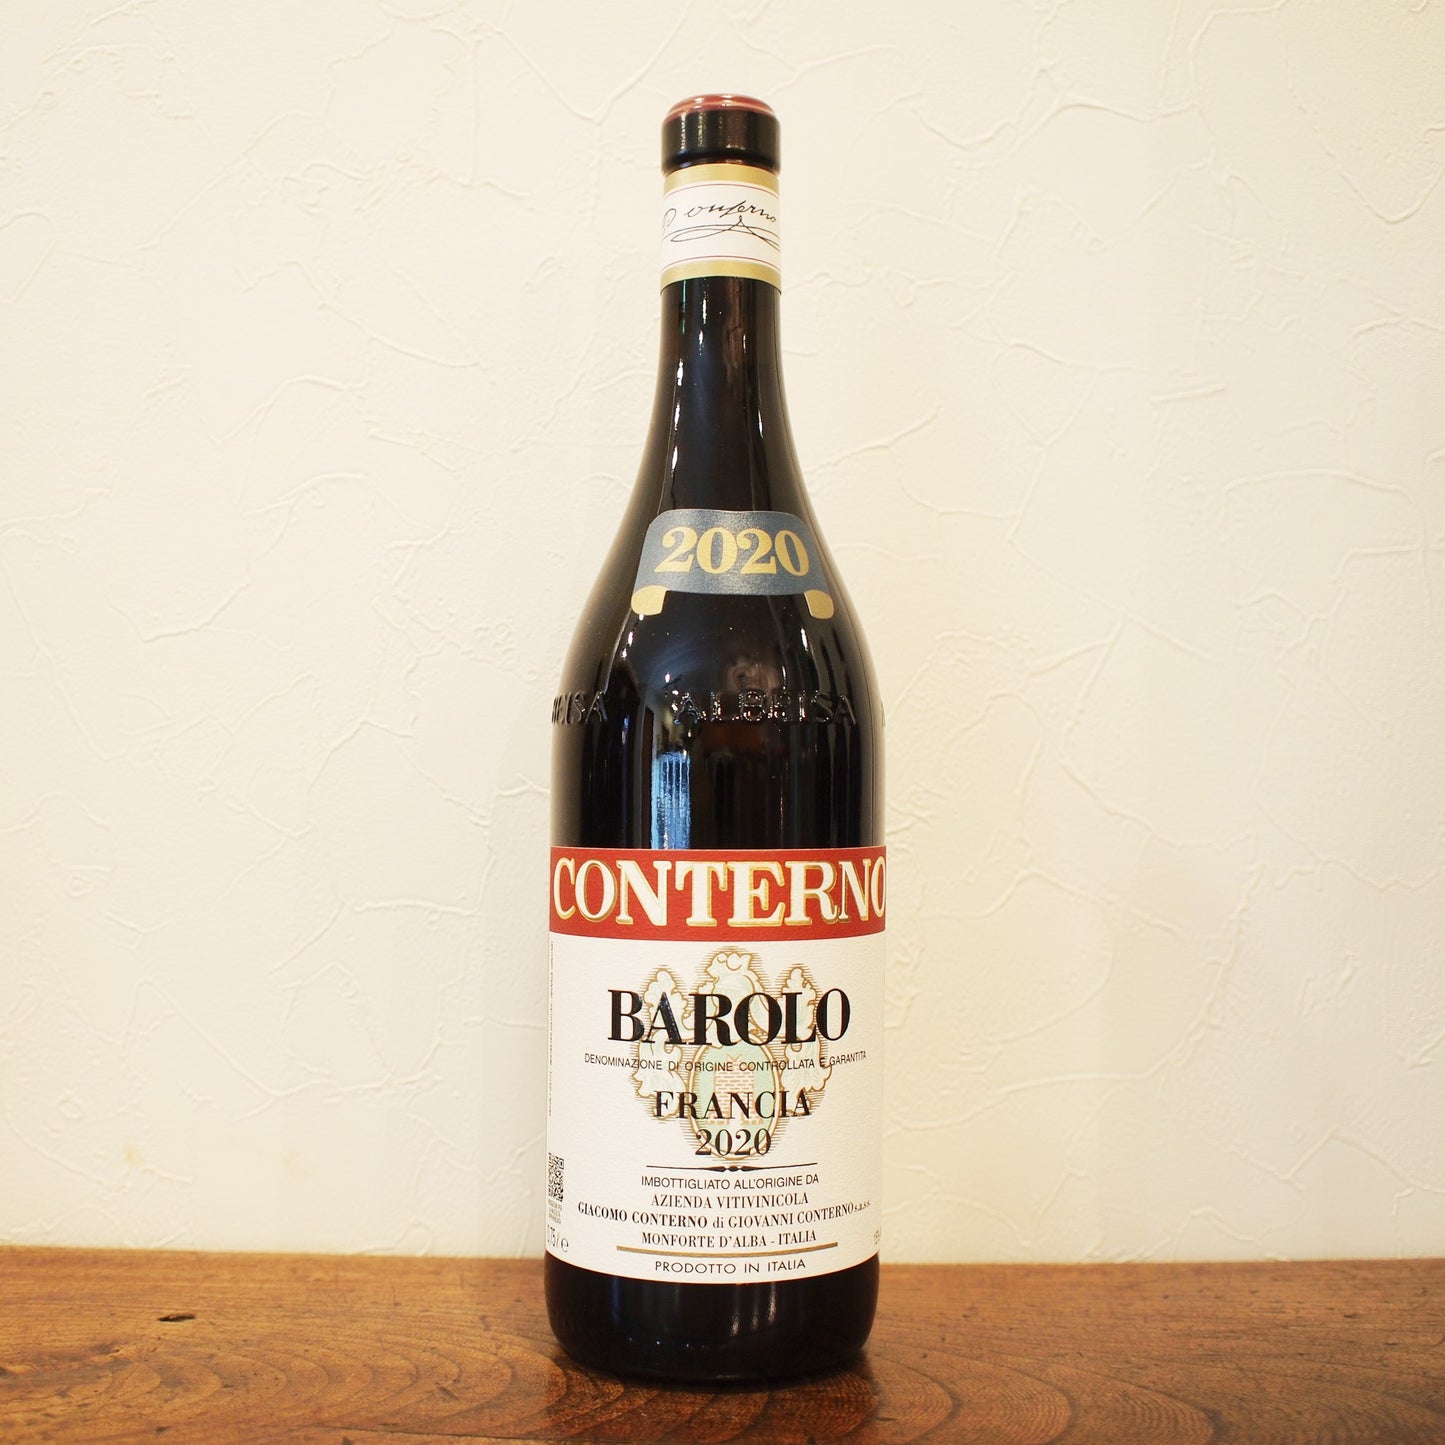 Conterno
2020
ALBEISA
CONTERNO
BAROLO
DENOMINAZIONE DI ORIGINE CONTROLLATA E GARANTITA
FRANCIA
2020
IMBOTTIGLIATO ALL'ORIGINE DA
AZIENDA VITIVINICOLA
GIACOMO CONTERNO di GIOVANNI CONTERNO s.a.s.
MONFORTE D'ALBA - ITALIA
PRODOTTO IN ITALIA